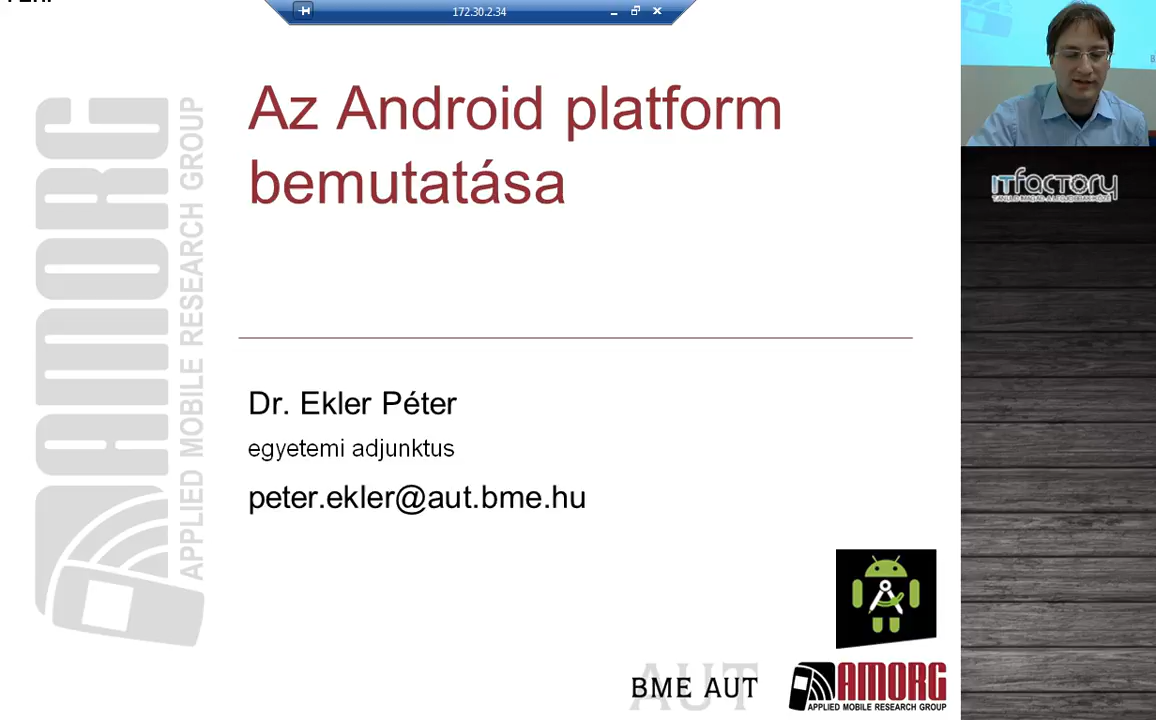 172.30.2.34
Az Android platform
bemutatása
AMORG
APPLIED MOBILE RESEARCH GROUP
Dr. Ekler Péter
egyetemi adjunktus
peter.ekler@aut.bme.hu
AUT
BME AUT
AMORG
APPLIED MOBILE RESEARCH GROUP
ITfactory